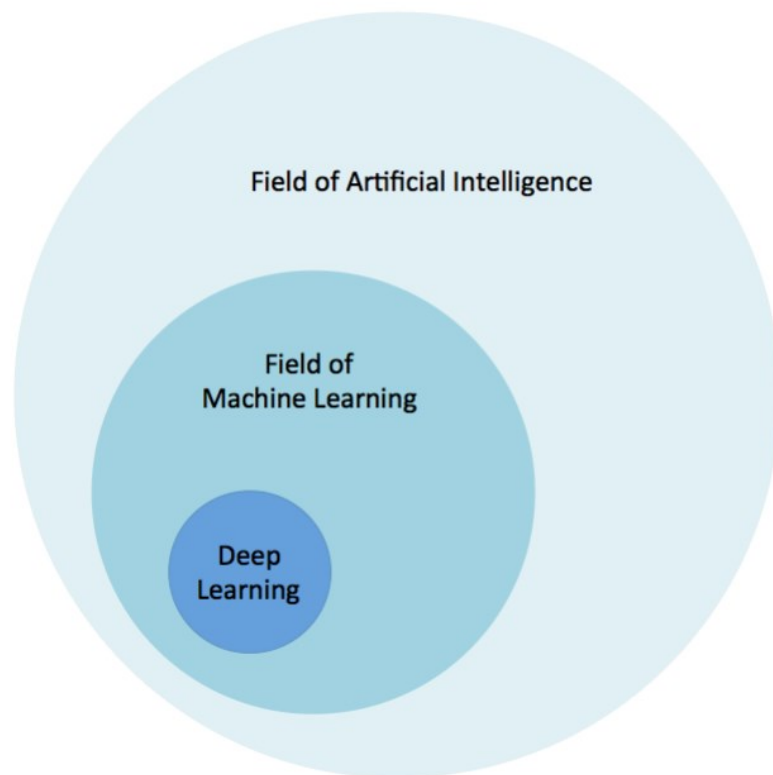 Field of Artificial Intelligence
Field of
Machine Learning
Deep
Learning